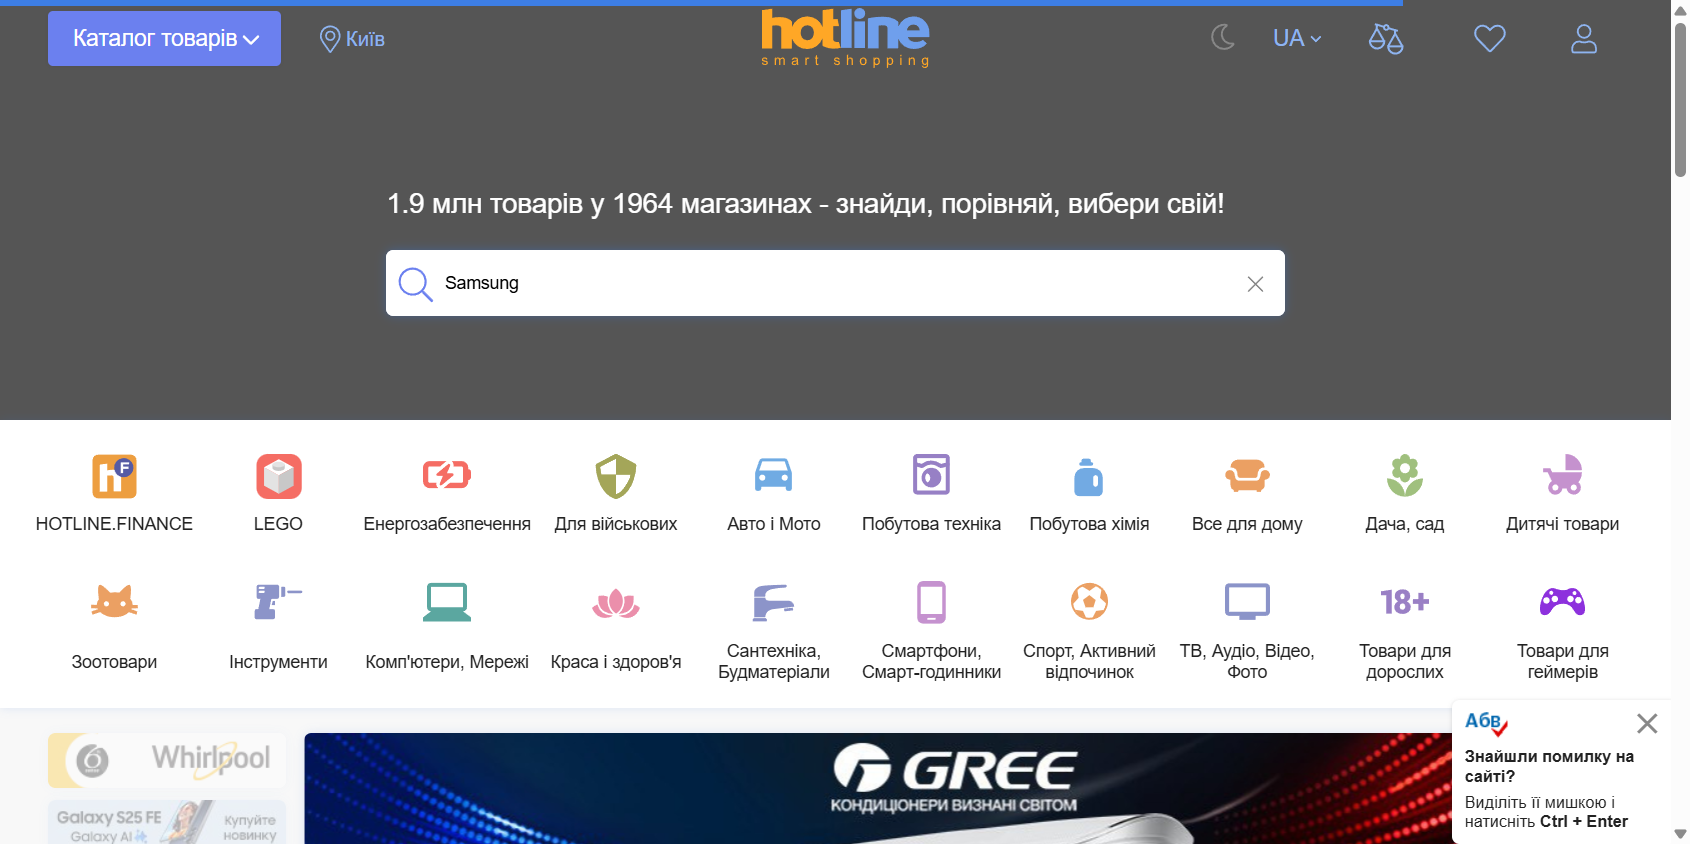 Каталог товарів
Київ
hotline
smart shopping
UA
1.9 млн товарів у 1964 магазинах - знайди, порівняй, вибери свій!
Samsung
HOTLINE.FINANCE
LEGO
Енергозабезпечення
Для військових
Авто і Мото
Побутова техніка
Побутова хімія
Все для дому
Дача, сад
Дитячі товари
Зоотовари
Інструменти
Комп'ютери, Мережі
Краса і здоров'я
Сантехніка,
Будматеріали
Смартфони,
Смарт-годинники
Спорт, Активний
відпочинок
ТВ, Аудіо, Відео,
Фото
18+
Товари для
дорослих
Товари для
геймерів
Whirlpool
Galaxy S25 FE
Galaxy AI
Купуйте
новинку
GREE
КОНДИЦІОНЕРИ ВИЗНАНІ СВІТОМ
Абв
Знайшли помилку на
сайті?
Виділіть її мишкою і
натисніть Ctrl + Enter